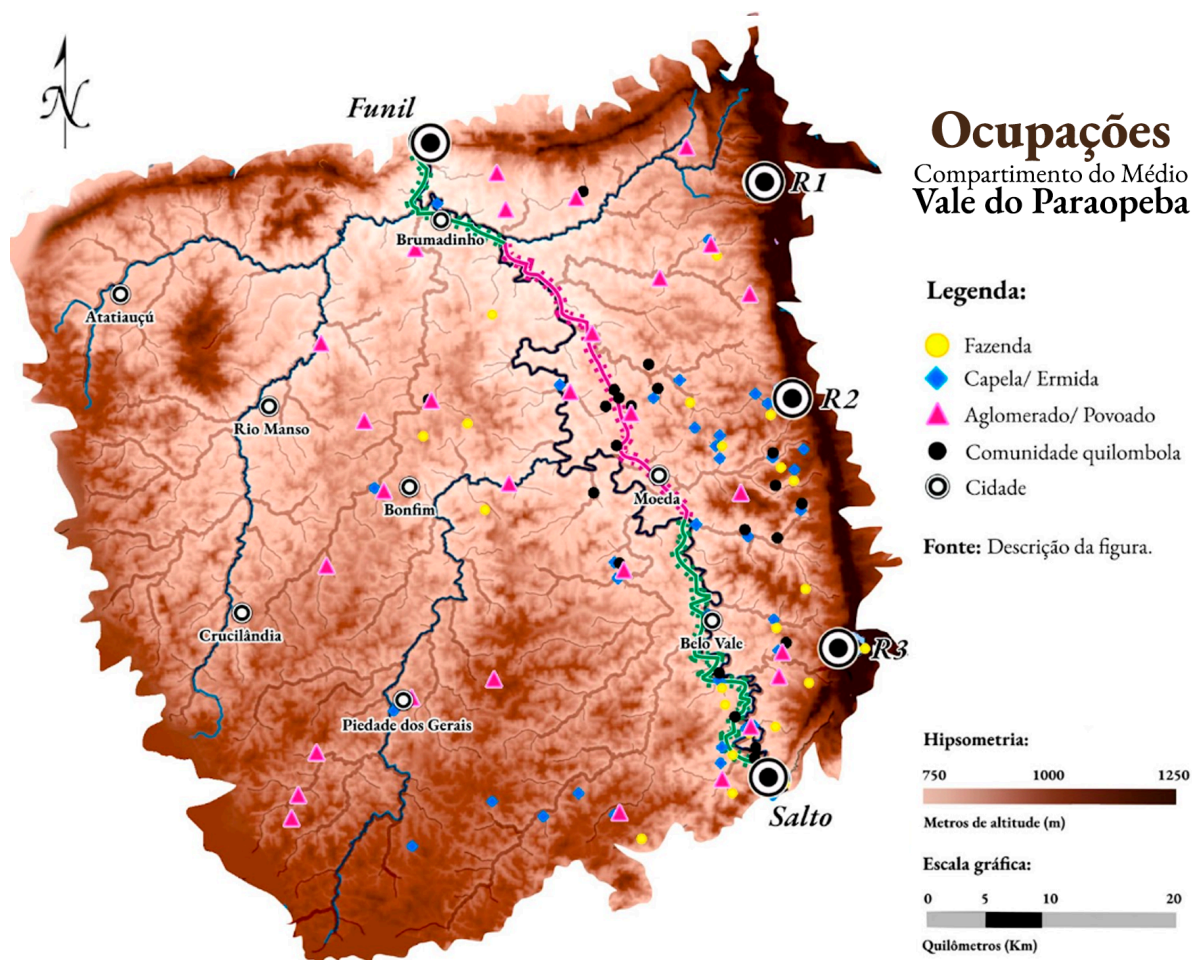 N
Funil
R1
Brumadinho
Atatiauçú
R2
Rio Manso
Moeda
Bonfim
Crucilândia
Belo Vale
R3
Piedade dos Gerais
Salto
Ocupações
Compartimento do Médio
Vale do Paraopeba
Legenda:
Fazenda
Capela/ Ermida
Aglomerado/ Povoado
Comunidade quilombola
Cidade
Fonte: Descrição da figura.
Hipsometria:
750 1000 1250
Metros de altitude (m)
Escala gráfica:
0 5 10 20
Quilômetros (Km)